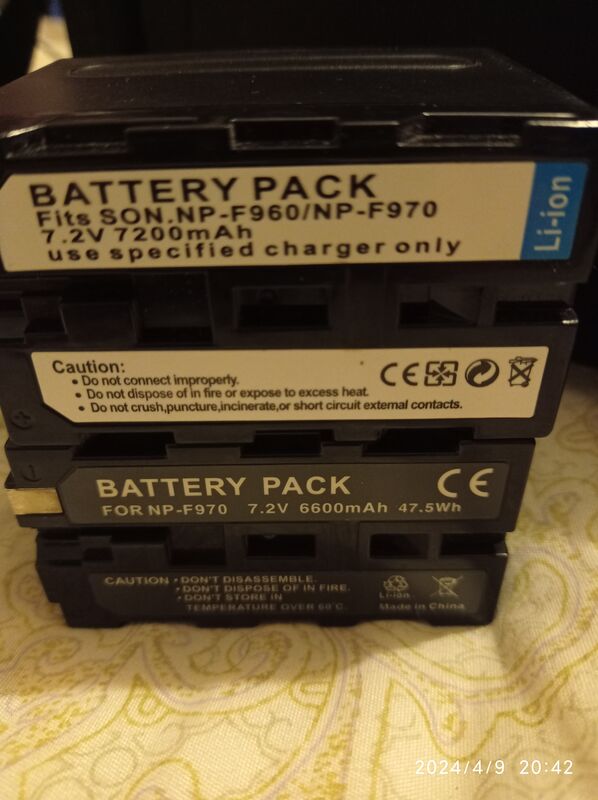 BATTERY PACK
Fits SON.NP-F960/NP-F970
7.2V 7200mAh
use specified charger only
Li-ion
Caution:
• Do not connect improperly.
• Do not dispose of in fire or expose to excess heat.
• Do not crush,puncture,incinerate,or short circuit external contacts.
CE
BATTERY PACK
FOR NP-F970 7.2V 6600mAh 47.5Wh
CE
CAUTION • DON'T DISASSEMBLE.
• DON'T DISPOSE OF IN FIRE.
• DON'T STORE IN
TEMPERATURE OVER 60°C.
Li-ion
Made in China
2024/4/9 20:42